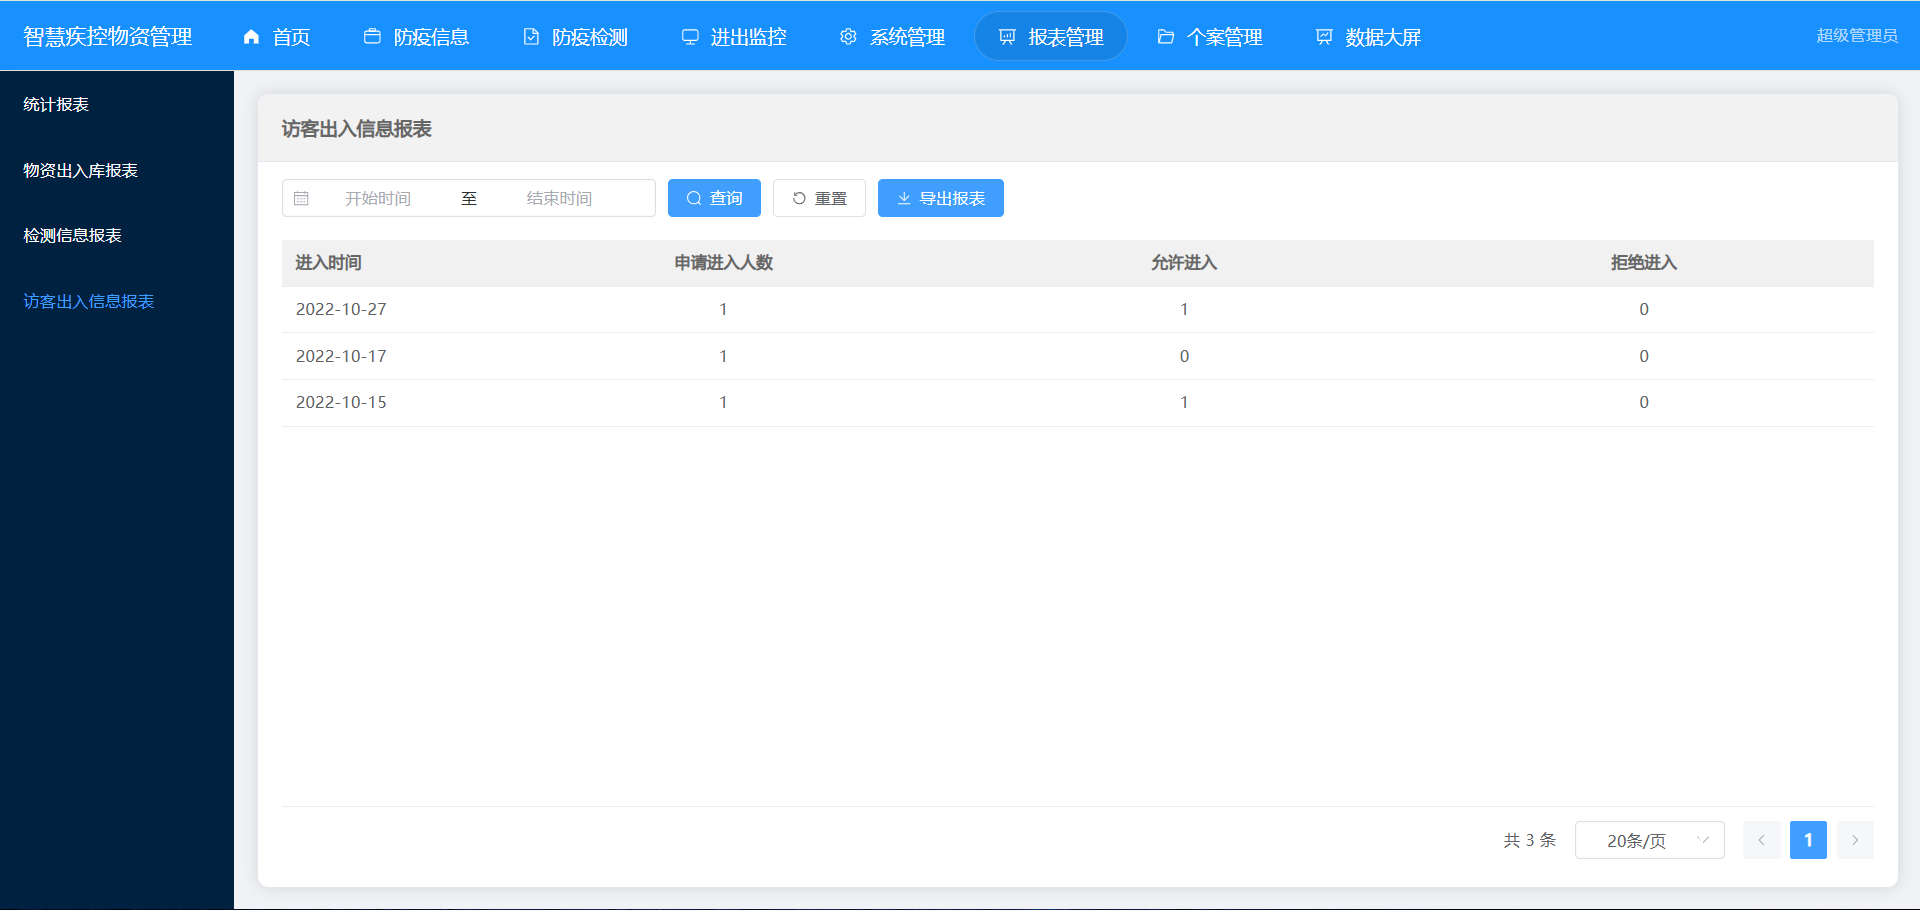 智慧疾控物资管理 首页 防疫信息 防疫检测 进出监控 系统管理 报表管理 个案管理 数据大屏 超级管理员
统计报表
物资出入库报表
检测信息报表
访客出入信息报表
访客出入信息报表
开始时间 至 结束时间 查询 重置 导出报表
进入时间 申请进入人数 允许进入 拒绝进入
2022-10-27 1 1 0
2022-10-17 1 0 0
2022-10-15 1 1 0
共 3 条 20条/页 1